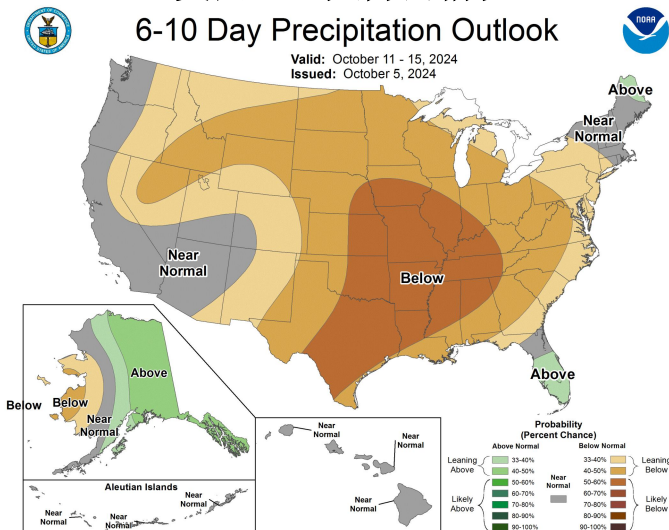 6-10 Day Precipitation Outlook
Valid: October 11 - 15, 2024
Issued: October 5, 2024
NOAA
Above
Near
Normal
Near
Normal
Below
Above
Above
Below
Below
Near
Normal
Near
Normal
Near
Normal
Near
Normal
Aleutian Islands
Near
Normal
Near
Normal
Near
Normal
Probability
(Percent Chance)
Above Normal
Below Normal
Leaning
Above
33-40%
40-50%
50-60%
60-70%
70-80%
80-90%
90-100%
Likely
Above
Near
Normal
33-40%
40-50%
50-60%
60-70%
70-80%
80-90%
90-100%
Leaning
Below
Likely
Below